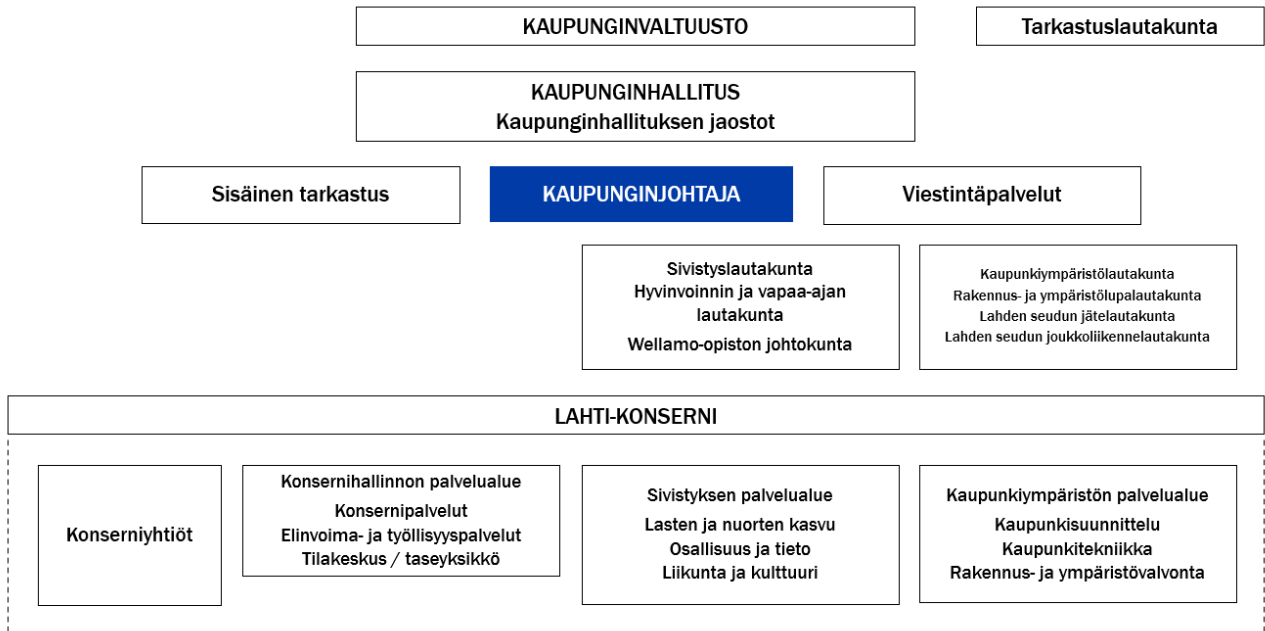 KAUPUNGINVALTUUSTO
Tarkastuslautakunta
KAUPUNGINHALLITUS
Kaupunginhallituksen jaostot
Sisäinen tarkastus
KAUPUNGINJOHTAJA
Viestintäpalvelut
Sivistyslautakunta
Hyvinvoinnin ja vapaa-ajan
lautakunta
Wellamo-opiston johtokunta
Kaupunkiympäristölautakunta
Rakennus- ja ympäristölupalautakunta
Lahden seudun jätelautakunta
Lahden seudun joukkoliikennelautakunta
LAHTI-KONSERNI
Konserniyhtiöt
Konsernihallinnon palvelualue
Konsernipalvelut
Elinvoima- ja työllisyyspalvelut
Tilakeskus / taseyksikkö
Sivistyksen palvelualue
Lasten ja nuorten kasvu
Osallisuus ja tieto
Liikunta ja kulttuuri
Kaupunkiympäristön palvelualue
Kaupunkisuunnittelu
Kaupunkitekniikka
Rakennus- ja ympäristövalvonta